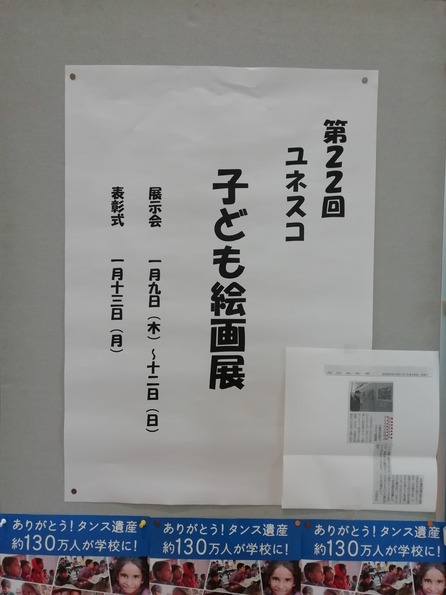 第22回
ユネスコ
子ども絵画展
展示会 一月九日(木)~十二日(日)
表彰式 一月十三日(月)
ありがとう!タンス遺産
約130万人が学校に!
ありがとう!タンス遺産
約130万人が学校に!
ありがとう!タンス遺産
約130万人が学校に!